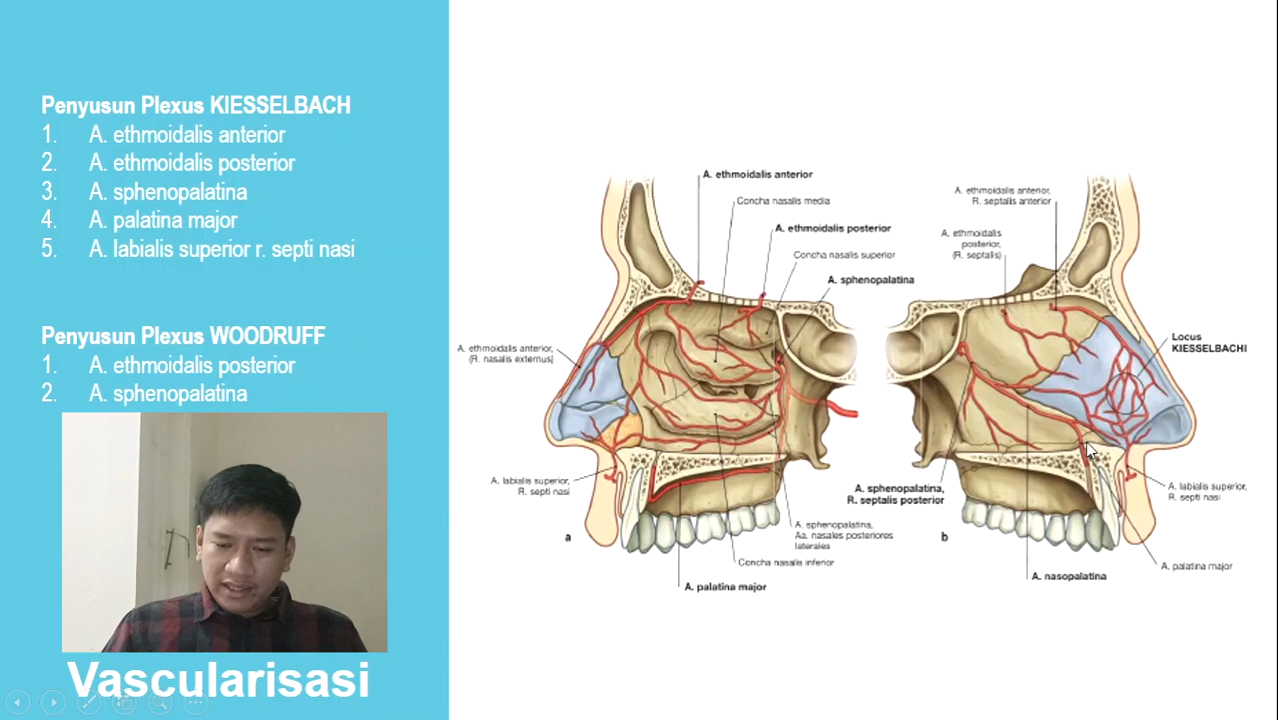 Penyusun Plexus KIESSELBACH
1. A. ethmoidalis anterior
2. A. ethmoidalis posterior
3. A. sphenopalatina
4. A. palatina major
5. A. labialis superior r. septi nasi
Penyusun Plexus WOODRUFF
1. A. ethmoidalis posterior
2. A. sphenopalatina
Vascularisasi
A. ethmoidalis anterior
Concha nasalis media
A. ethmoidalis posterior
Concha nasalis superior
A. sphenopalatina
A. ethmoidalis anterior,
(R. nasalis externus)
A. labialis superior,
R. septi nasi
a
A. sphenopalatina,
Aa. nasales posteriores
laterales
Concha nasalis inferior
A. palatina major
A. ethmoidalis anterior,
R. septalis anterior
A. ethmoidalis
posterior,
(R. septalis)
Locus
KIESSELBACHI
A. sphenopalatina,
R. septalis posterior
b
A. labialis superior,
R. septi nasi
A. palatina major
A. nasopalatina